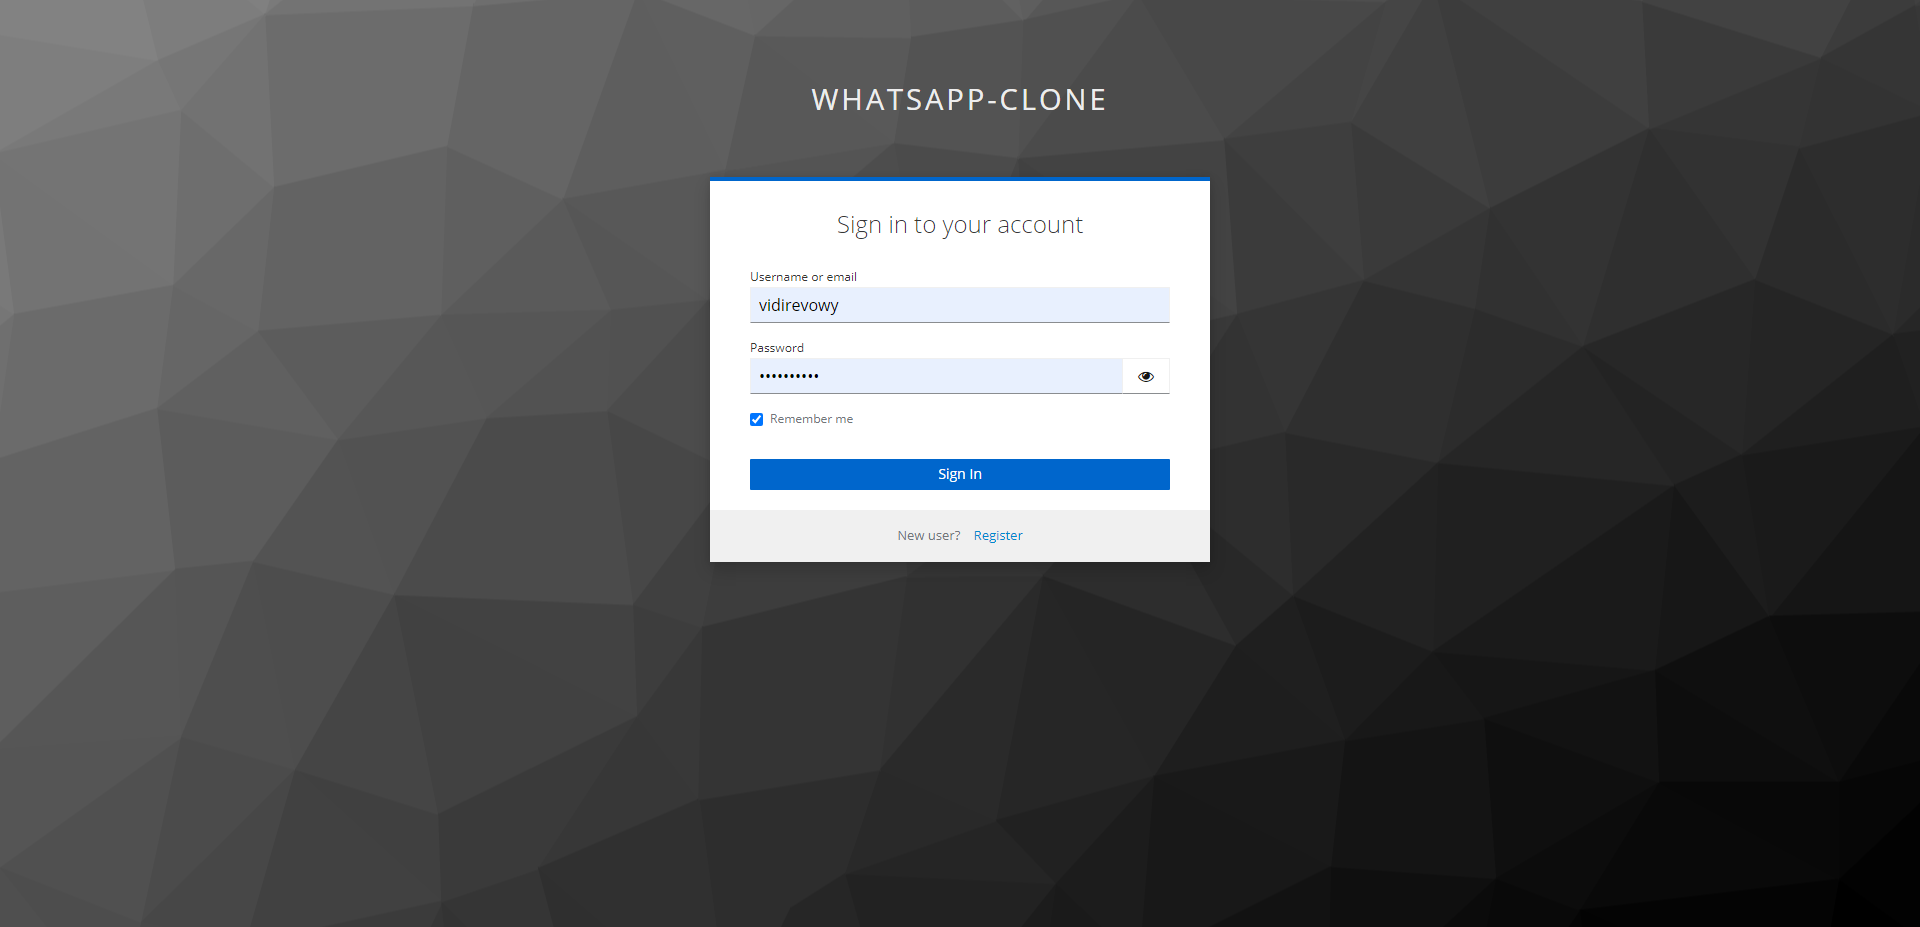 WHATSAPP-CLONE
Sign in to your account
Username or email
vidirevowy
Password
••••••••••
Remember me
Sign In
New user? Register